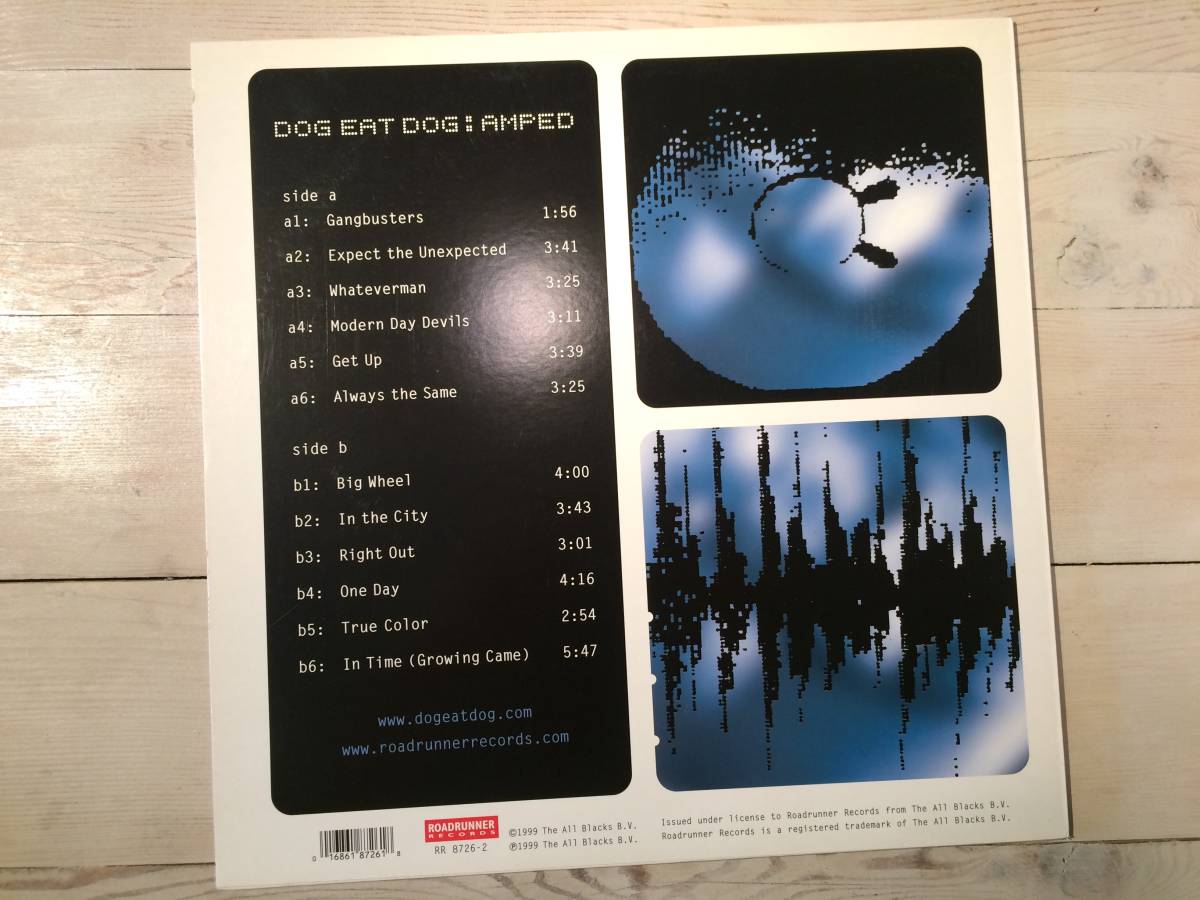 DOG EAT DOG: AMPED
side a
a1: Gangbusters 1:56
a2: Expect the Unexpected 3:41
a3: Whateverman 3:25
a4: Modern Day Devils 3:11
a5: Get Up 3:39
a6: Always the Same 3:25
side b
b1: Big Wheel 4:00
b2: In the City 3:43
b3: Right Out 3:01
b4: One Day 4:16
b5: True Color 2:54
b6: In Time (Growing Came) 5:47
www.dogeatdog.com
www.roadrunnerrecords.com
0 16861 87261 8
ROADRUNNER
RECORDS
RR 8726-2
©1999 The All Blacks B.V.
℗1999 The All Blacks B.V.
Issued under license to Roadrunner Records from The All Blacks B.V.
Roadrunner Records is a registered trademark of The All Blacks B.V.